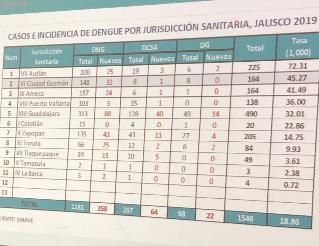 CASOS E INCIDENCIA DE DENGUE POR JURISDICCIÓN SANITARIA, JALISCO 2019
Num. Jurisdicción Sanitaria DNG DCSA DG Total Tasa (1,000)
Total Nuevos Total Nuevos Total Nuevos
1 VII Autlán 200 25 19 3 6 2 225 72.31
2 VI Ciudad Guzmán 148 32 8 1 8 0 164 45.27
3 IX Ameca 157 24 6 1 1 0 164 41.49
4 VIII Puerto Vallarta 103 3 35 1 0 0 138 36.00
5 XIII Guadalajara 313 88 128 40 49 14 490 32.01
6 I Colotlán 15 0 4 0 1 0 20 22.86
7 X Zapopan 135 43 43 11 27 4 205 14.75
8 XI Tonalá 66 25 12 2 6 2 84 9.93
9 XII Tlaquepaque 39 15 10 5 0 0 49 3.61
10 V Tamazula 2 1 1 0 0 0 3 2.38
11 IV La Barca 3 2 1 0 0 0 4 0.72
12
13
TOTAL 1181 258 267 64 98 22 1546 18.86
FUENTE: SINAVE